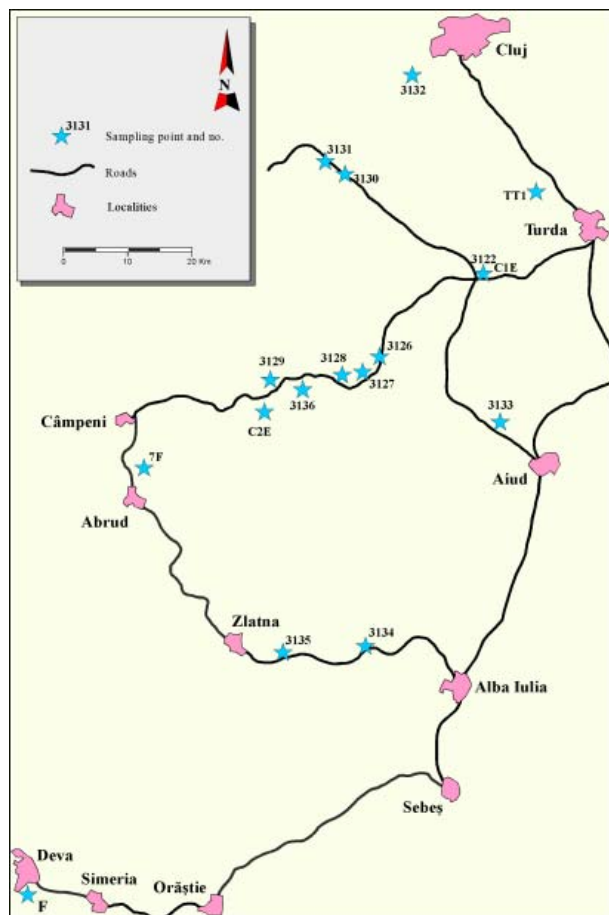 Cluj
N
3132
3131
Sampling point and no.
3131
Roads
3130
TT1
Localities
Turda
0 10 20 Km
3122
C1E
3126
3129
3128
3127
3136
Câmpeni
C2E
3133
7F
Aiud
Abrud
Zlatna
3135
3134
Alba Iulia
Sebeş
Deva
Simeria
Orăştie
F